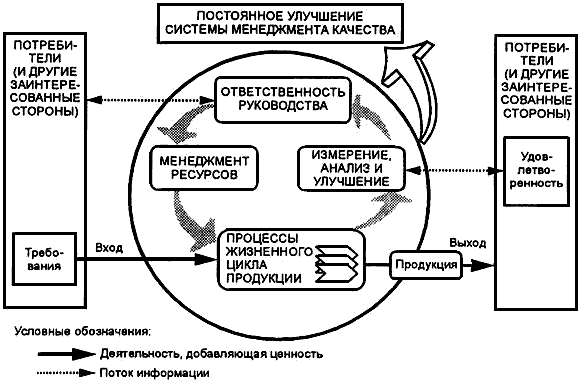 ПОСТОЯННОЕ УЛУЧШЕНИЕ
СИСТЕМЫ МЕНЕДЖМЕНТА КАЧЕСТВА
ПОТРЕБИ-
ТЕЛИ
(И ДРУГИЕ
ЗАИНТЕРЕ-
СОВАННЫЕ
СТОРОНЫ)
ОТВЕТСТВЕННОСТЬ
РУКОВОДСТВА
ПОТРЕБИ-
ТЕЛИ
(И ДРУГИЕ
ЗАИНТЕРЕ-
СОВАННЫЕ
СТОРОНЫ)
МЕНЕДЖМЕНТ
РЕСУРСОВ
ИЗМЕРЕНИЕ,
АНАЛИЗ И
УЛУЧШЕНИЕ
Удов-
летво-
ренность
Требо-
вания
Вход
ПРОЦЕССЫ
ЖИЗНЕННОГО
ЦИКЛА
ПРОДУКЦИИ
Продукция
Выход
Условные обозначения:
Деятельность, добавляющая ценность
Поток информации